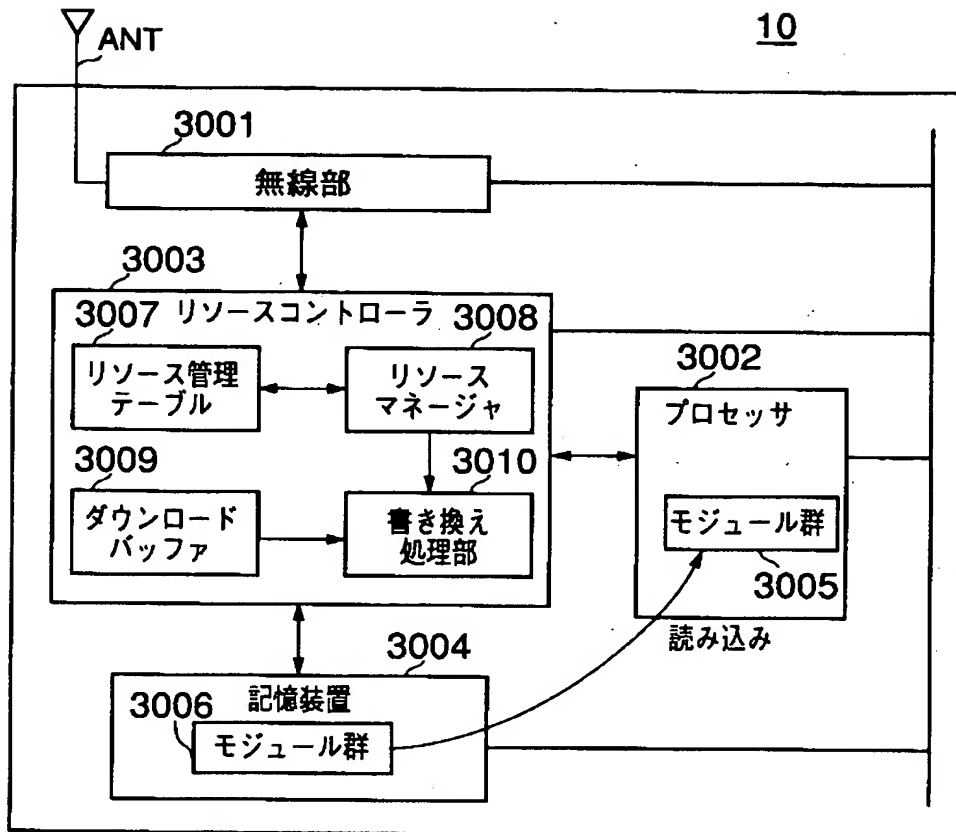 10
ANT
3001
無線部
3003
リソースコントローラ
3007
リソース管理
テーブル
3008
リソース
マネージャ
3009
ダウンロード
バッファ
3010
書き換え
処理部
3002
プロセッサ
モジュール群
3005
読み込み
3004
記憶装置
3006
モジュール群